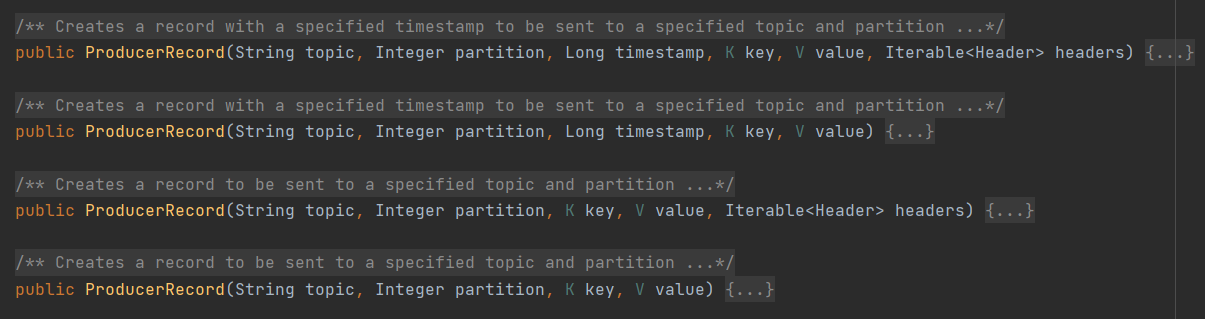 /** Creates a record with a specified timestamp to be sent to a specified topic and partition ...*/
public ProducerRecord(String topic, Integer partition, Long timestamp, K key, V value, Iterable<Header> headers) {...}
/** Creates a record with a specified timestamp to be sent to a specified topic and partition ...*/
public ProducerRecord(String topic, Integer partition, Long timestamp, K key, V value) {...}
/** Creates a record to be sent to a specified topic and partition ...*/
public ProducerRecord(String topic, Integer partition, K key, V value, Iterable<Header> headers) {...}
/** Creates a record to be sent to a specified topic and partition ...*/
public ProducerRecord(String topic, Integer partition, K key, V value) {...}